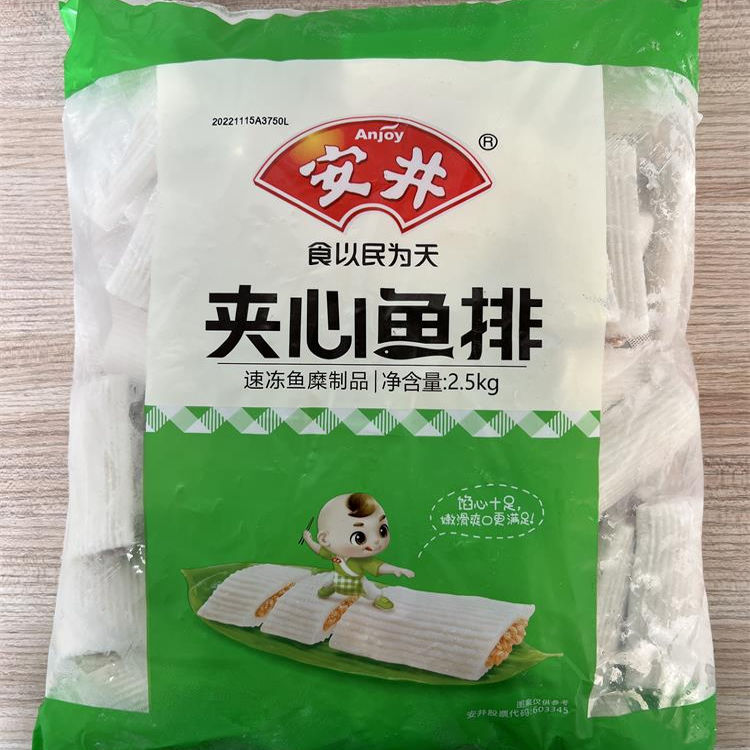 20221115A3750L
Anjoy
安井®
食以民为天
夹心鱼排
速冻鱼糜制品|净含量:2.5kg
馅心十足,
嫩滑爽口更满足!
图案仅供参考
安井股票代码:603345